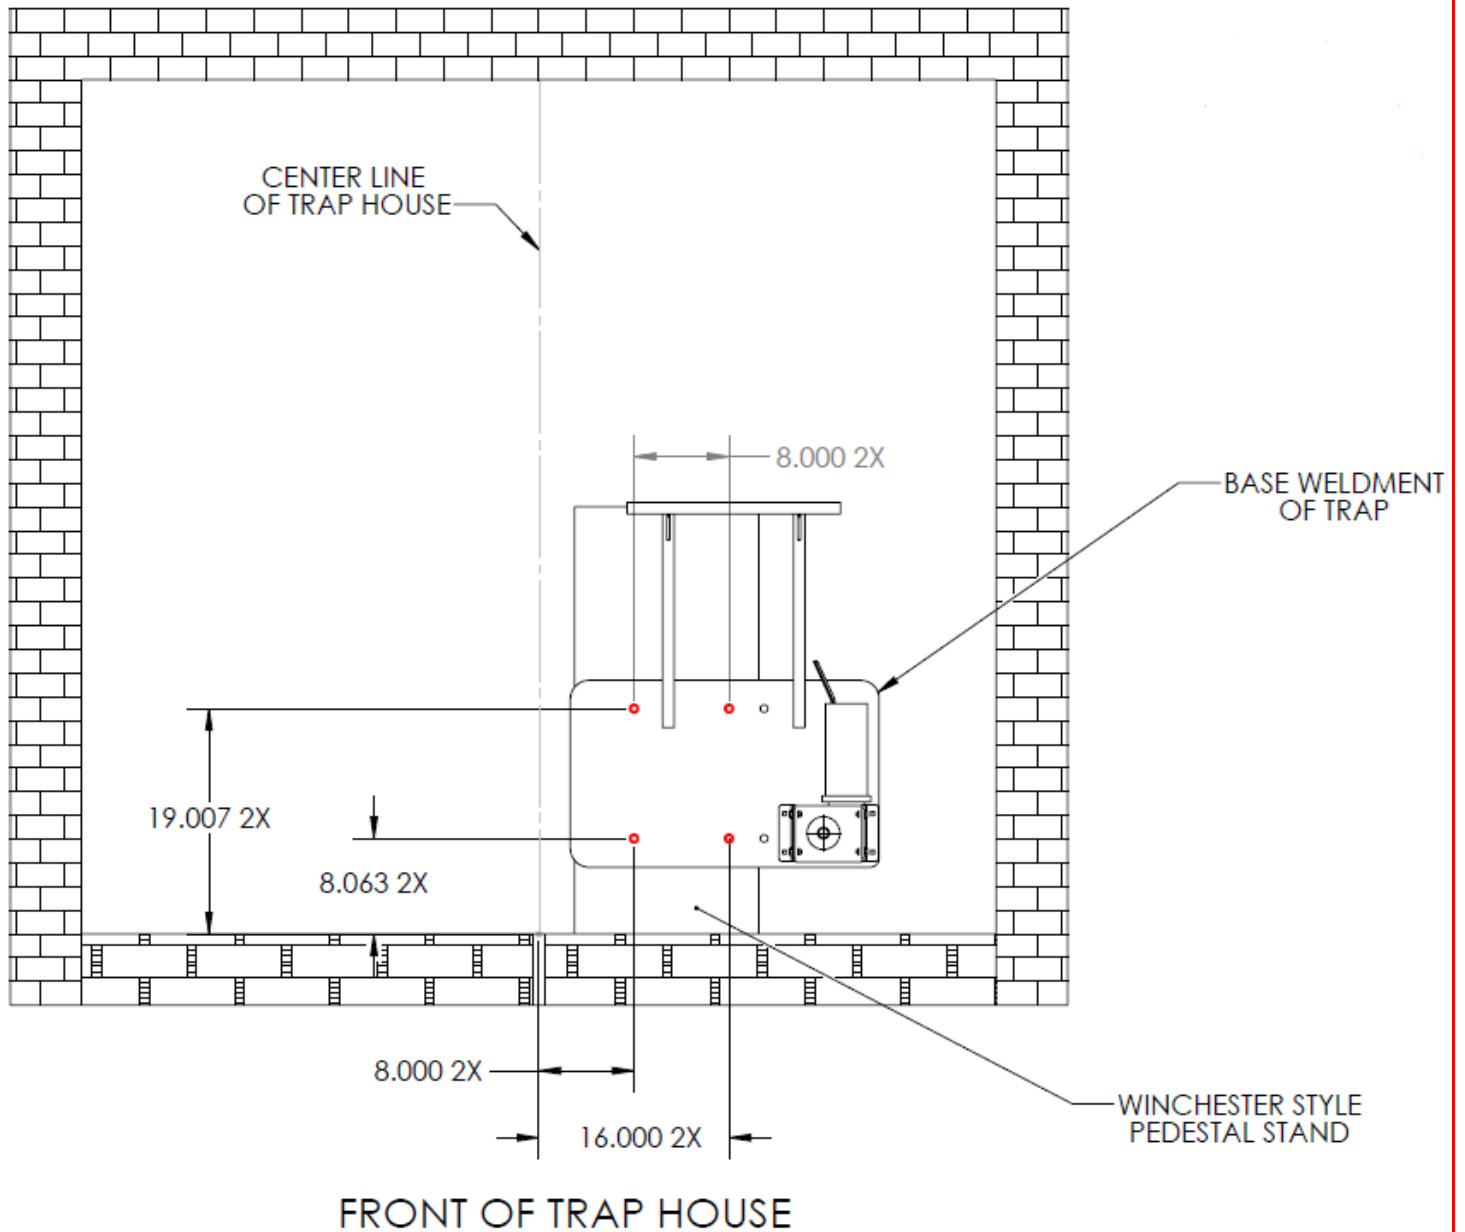 CENTER LINE
OF TRAP HOUSE
8.000 2X
BASE WELDMENT
OF TRAP
19.007 2X
8.063 2X
8.000 2X
16.000 2X
WINCHESTER STYLE
PEDESTAL STAND
FRONT OF TRAP HOUSE